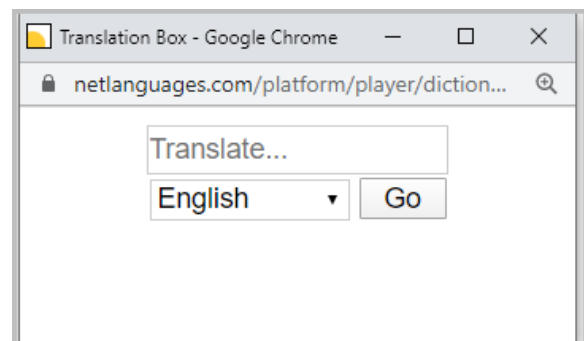 Translation Box - Google Chrome
netlanguages.com/platform/player/diction...
Translate...
English
Go